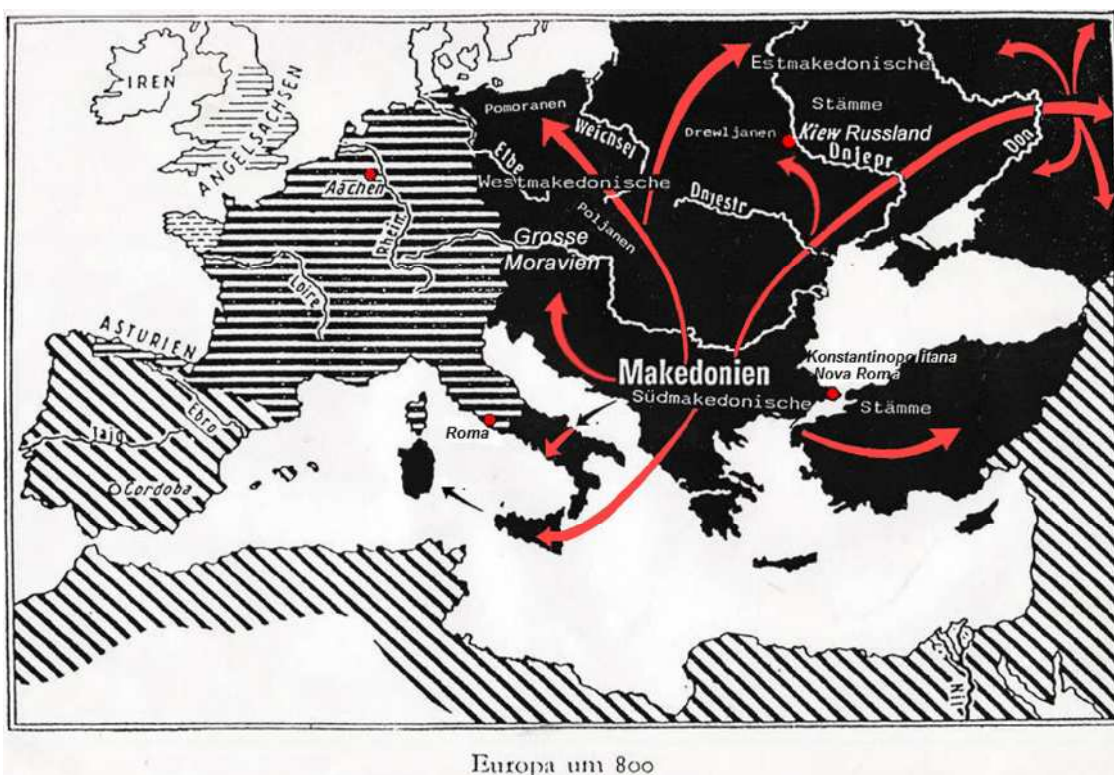 IREN
ANGELSACHSEN
Estmakedonische
Stämme
Pomoranen
Weichsel
Drewljanen
Kiew Russland
Dnjepr
Don
Elbe
Aachen
Westmakedonische
Rhein
Dnjestr
Poljanen
Grosse
Moravien
Loire
ASTURIEN
Makedonien
Südmakedonische
Stämme
Konstantinopolitana
Nova Roma
Ebro
Tajo
Roma
Cordoba
Nil
Europa um 800